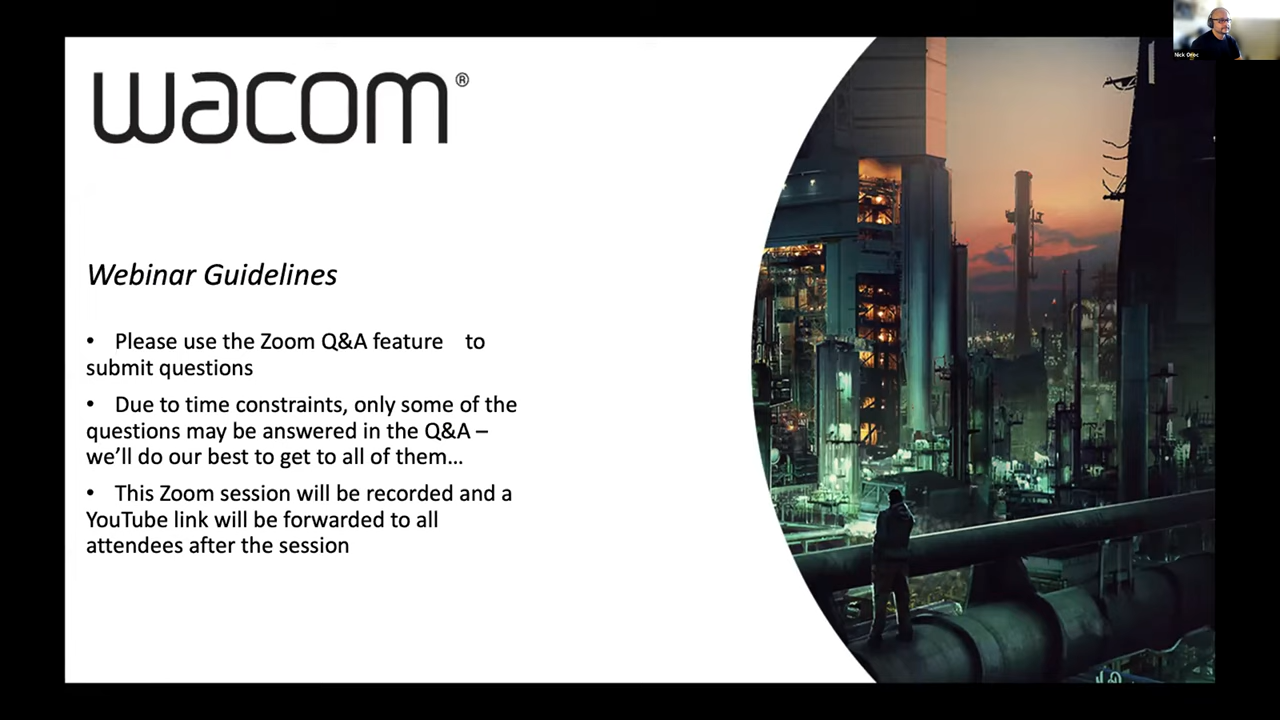 wacom®
Webinar Guidelines
• Please use the Zoom Q&A feature to
submit questions
• Due to time constraints, only some of the
questions may be answered in the Q&A –
we'll do our best to get to all of them...
• This Zoom session will be recorded and a
YouTube link will be forwarded to all
attendees after the session